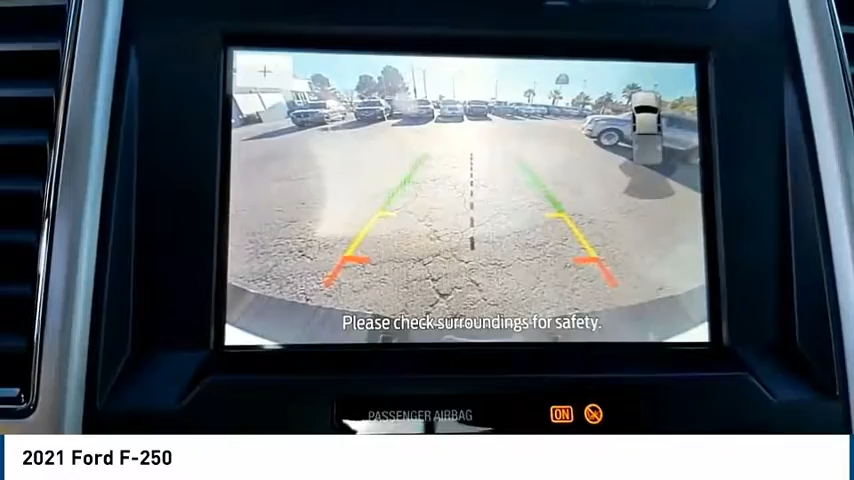 Please check surroundings for safety.
PASSENGER AIRBAG
ON
2021 Ford F-250